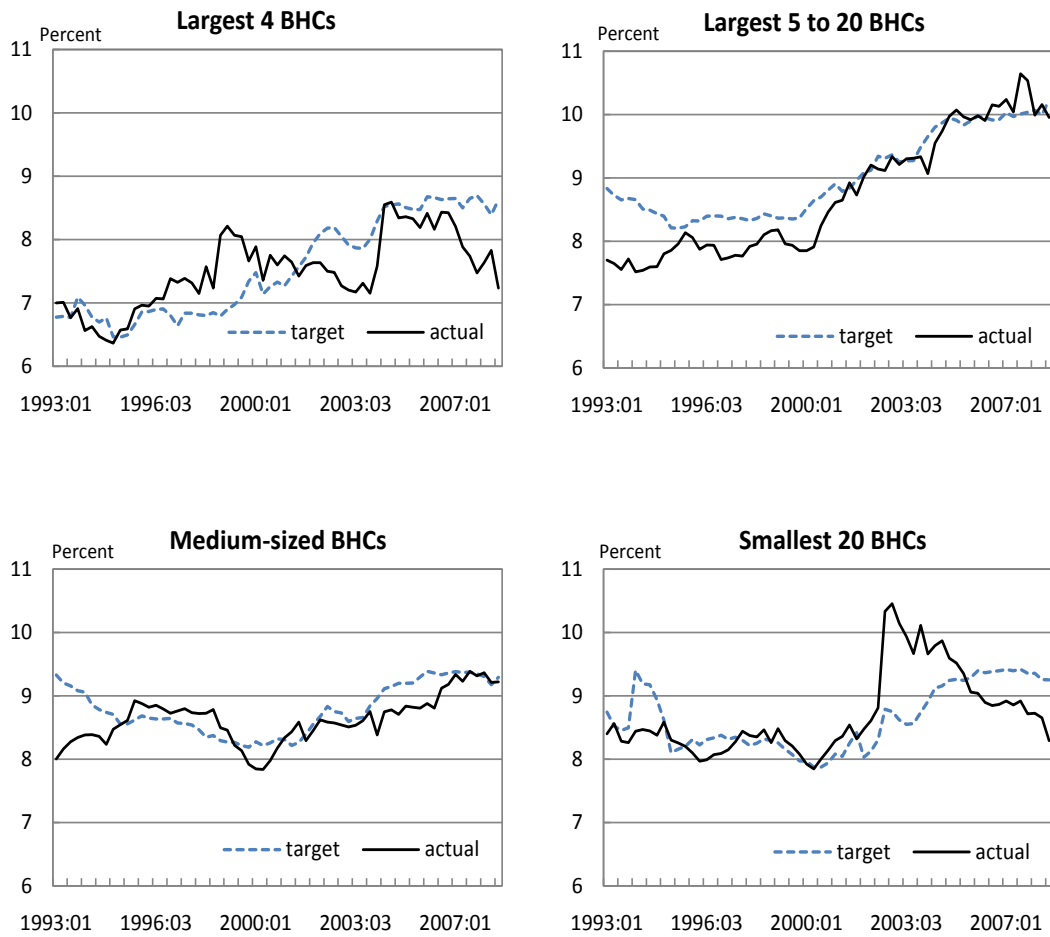 Largest 4 BHCs
Percent
11
10
9
8
7
6
target
actual
1993:01 1996:03 2000:01 2003:03 2007:01
Largest 5 to 20 BHCs
Percent
11
10
9
8
7
6
target
actual
1993:01 1996:03 2000:01 2003:03 2007:01
Medium-sized BHCs
Percent
11
10
9
8
7
6
target
actual
1993:01 1996:03 2000:01 2003:03 2007:01
Smallest 20 BHCs
Percent
11
10
9
8
7
6
target
actual
1993:01 1996:03 2000:01 2003:03 2007:01